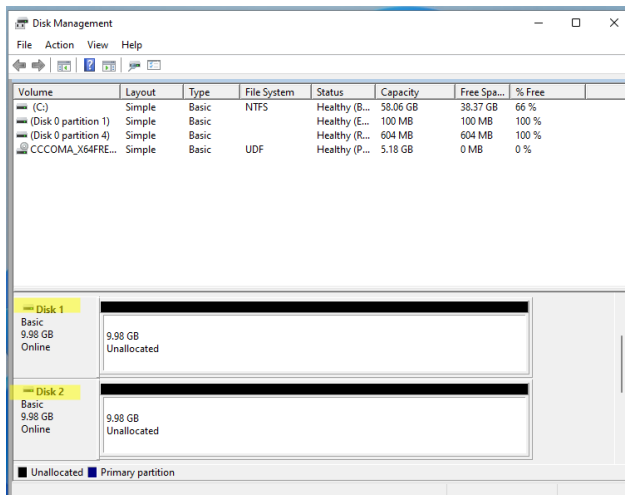 Disk Management
File Action View Help
Volume Layout Type File System Status Capacity Free Spa... % Free
(C:) Simple Basic NTFS Healthy (B... 58.06 GB 38.37 GB 66 %
(Disk 0 partition 1) Simple Basic Healthy (E... 100 MB 100 MB 100 %
(Disk 0 partition 4) Simple Basic Healthy (R... 604 MB 604 MB 100 %
CCCOMA_X64FRE... Simple Basic UDF Healthy (P... 5.18 GB 0 MB 0 %
Disk 1
Basic
9.98 GB
Online
9.98 GB
Unallocated
Disk 2
Basic
9.98 GB
Online
9.98 GB
Unallocated
Unallocated Primary partition